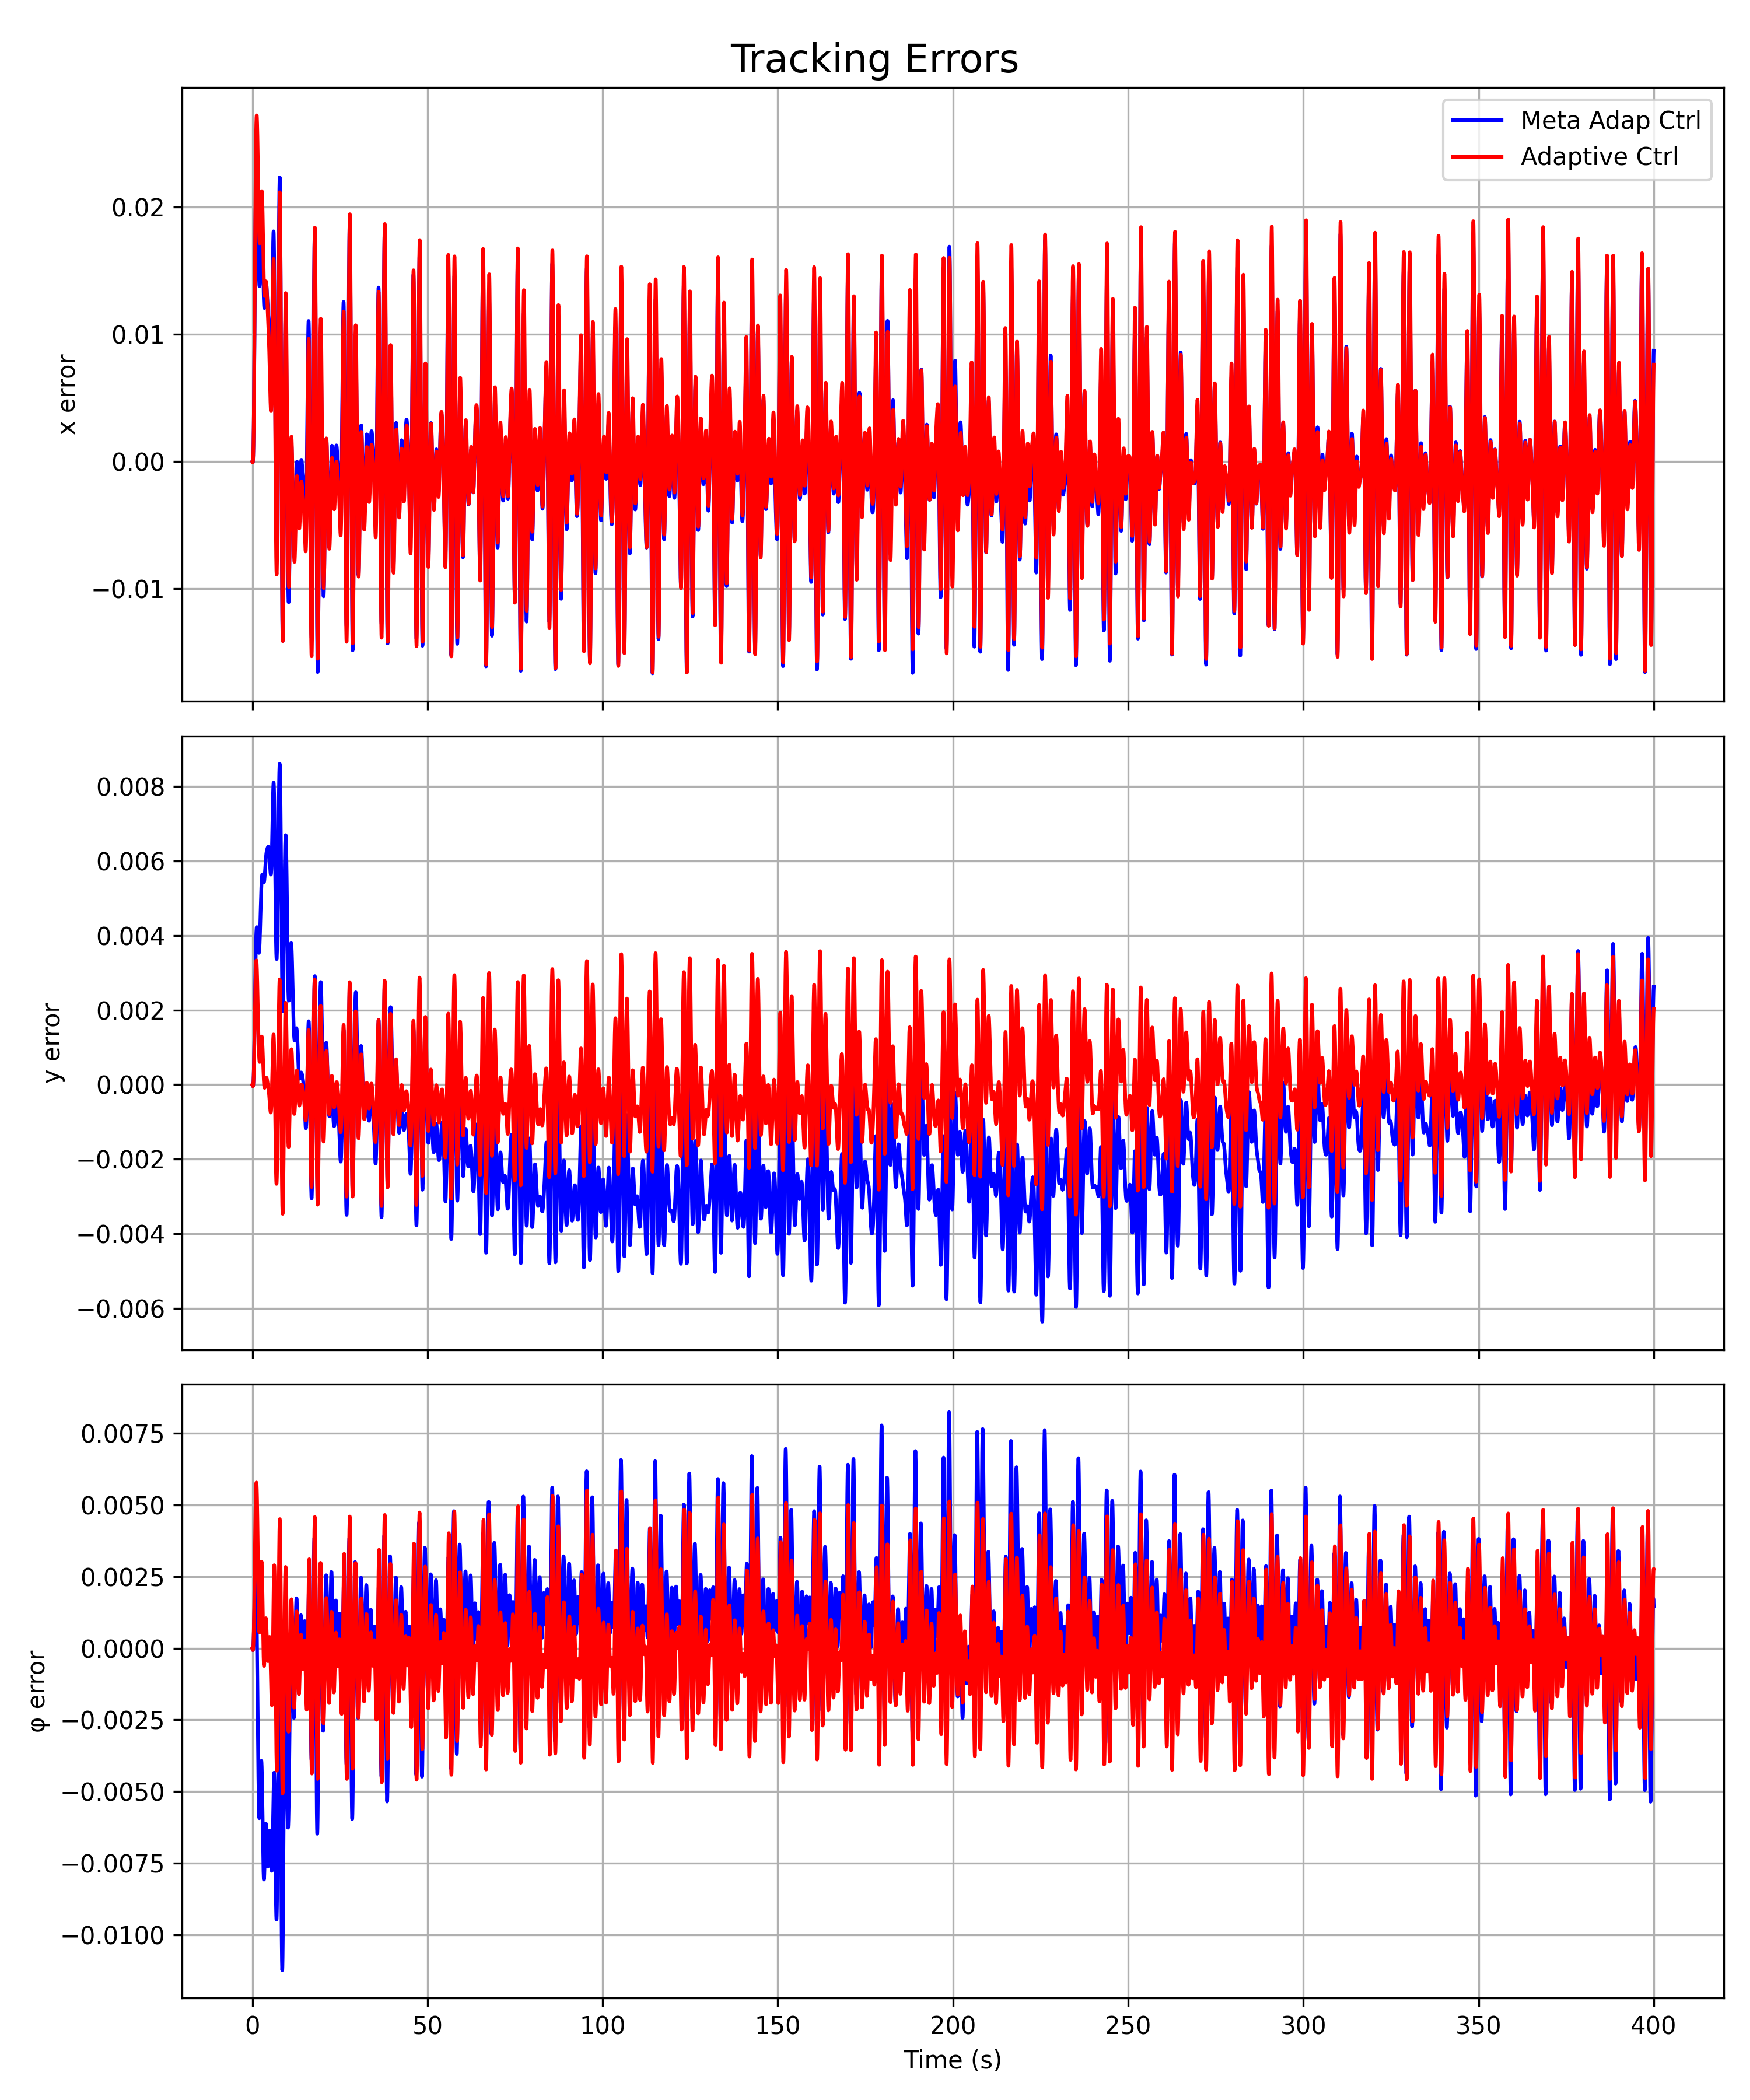 Tracking Errors
Meta Adap Ctrl
Adaptive Ctrl
x error
0.02
0.01
0.00
−0.01
y error
0.008
0.006
0.004
0.002
0.000
−0.002
−0.004
−0.006
φ error
0.0075
0.0050
0.0025
0.0000
−0.0025
−0.0050
−0.0075
−0.0100
0 50 100 150 200 250 300 350 400
Time (s)